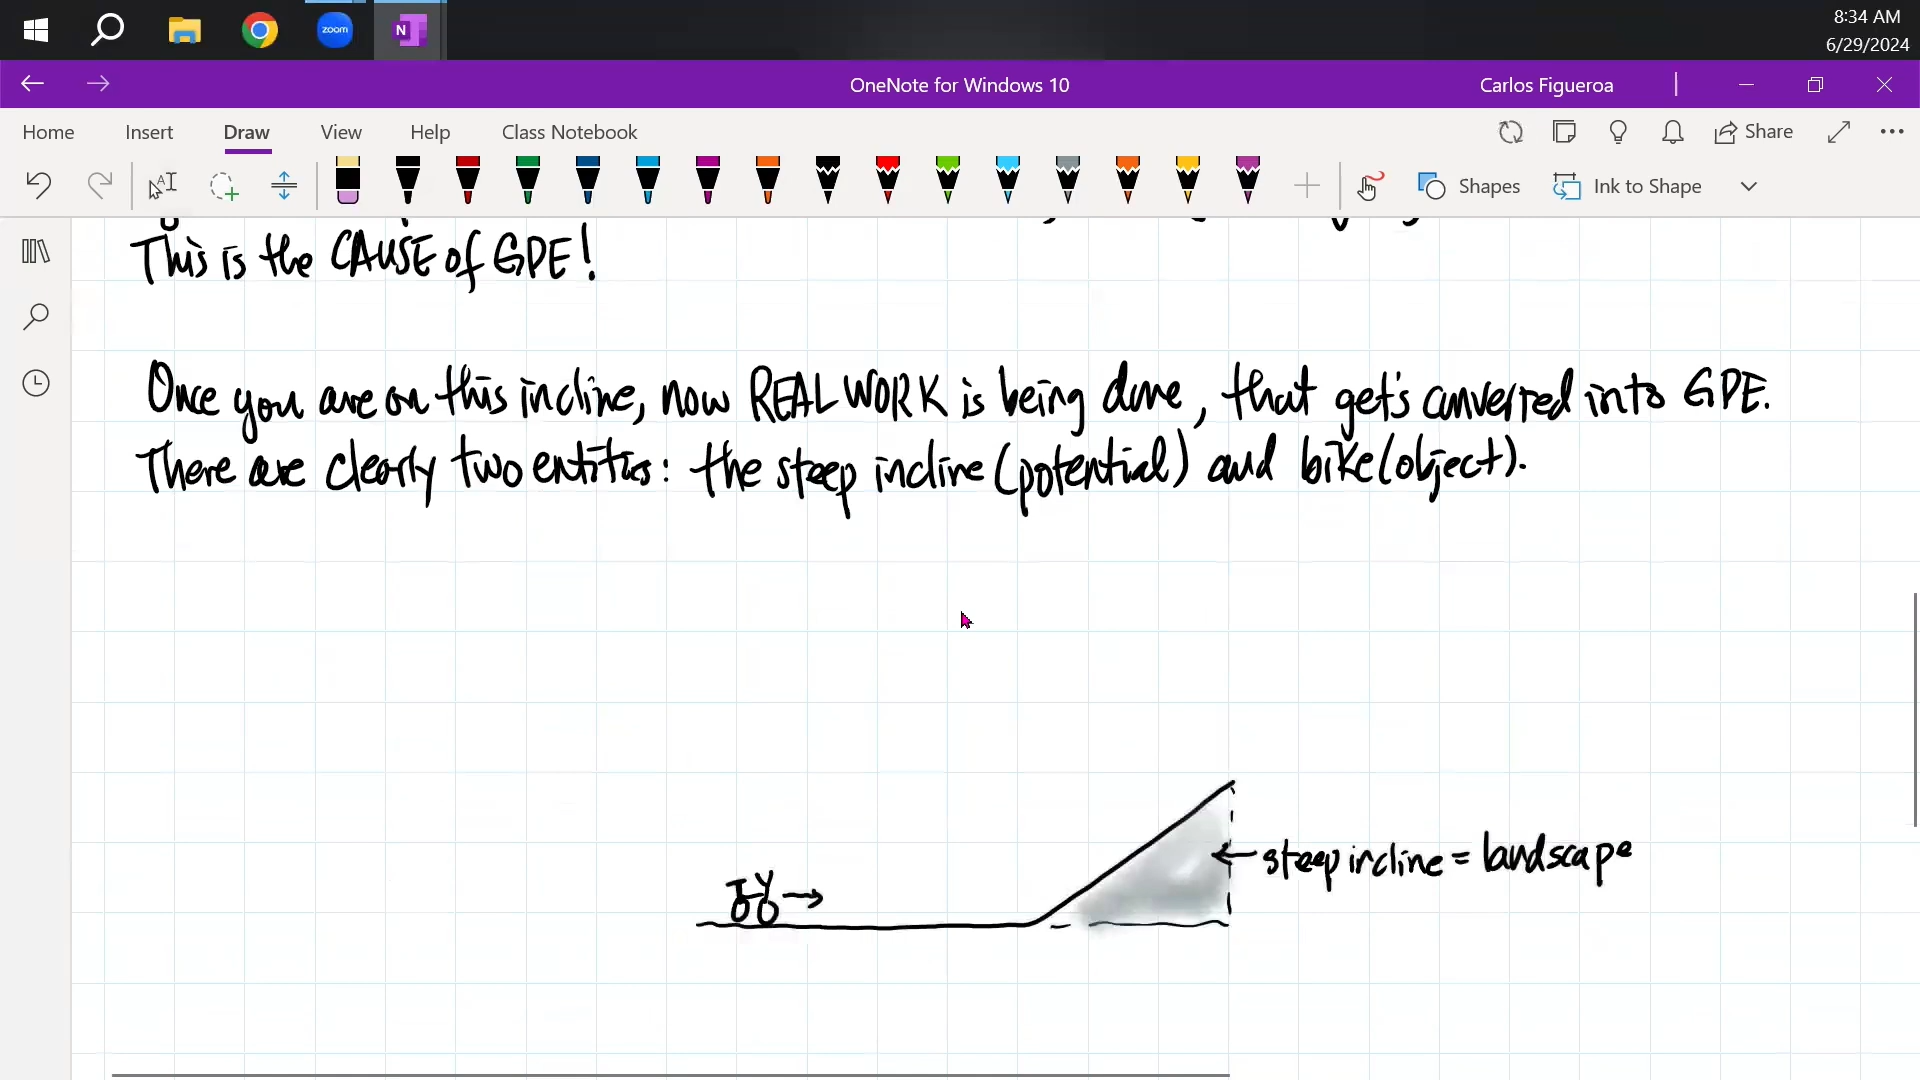 zoom
N
8:34 AM
6/29/2024
OneNote for Windows 10
Carlos Figueroa
Home Insert Draw View Help Class Notebook
Share
Shapes
Ink to Shape
This is the CAUSE of GPE!
Once you are on this incline, now REAL WORK is being done, that get's converted into GPE.
There are clearly two entities: the steep incline (potential) and bike (object).
steep incline = landscape